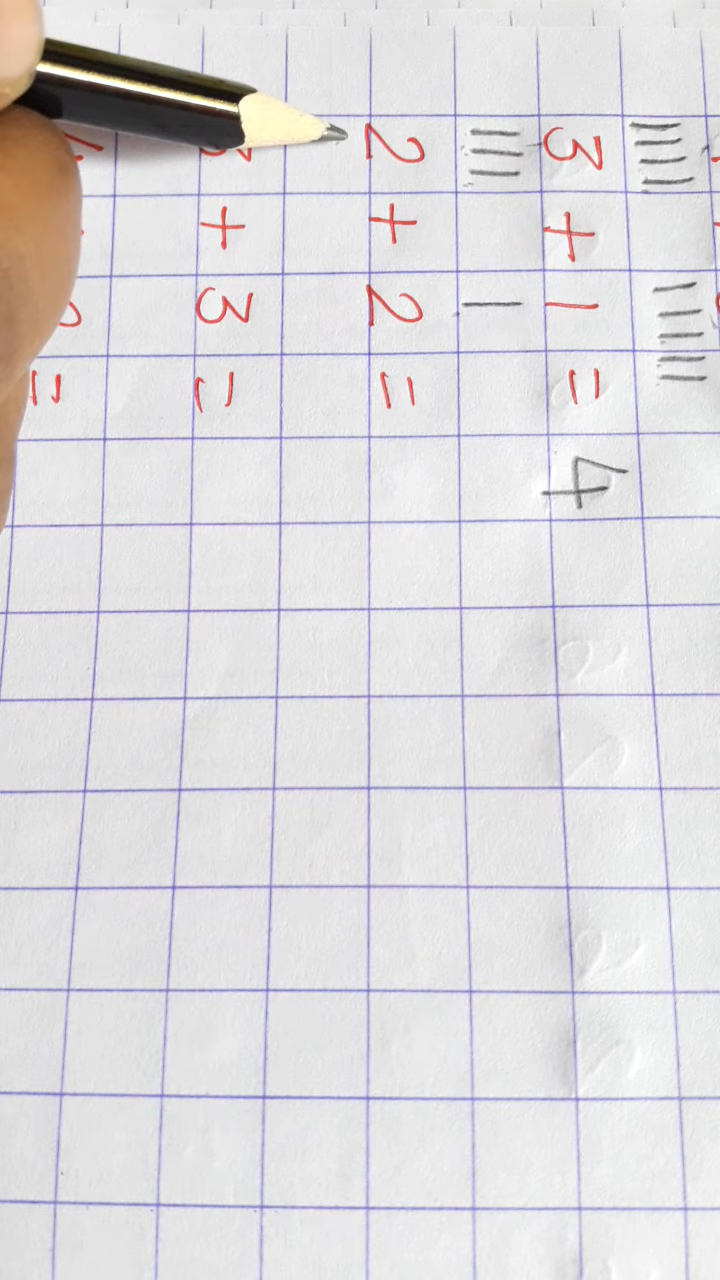 3 + 1 = 4
||| |
2 + 2 =
+ 3 =
=